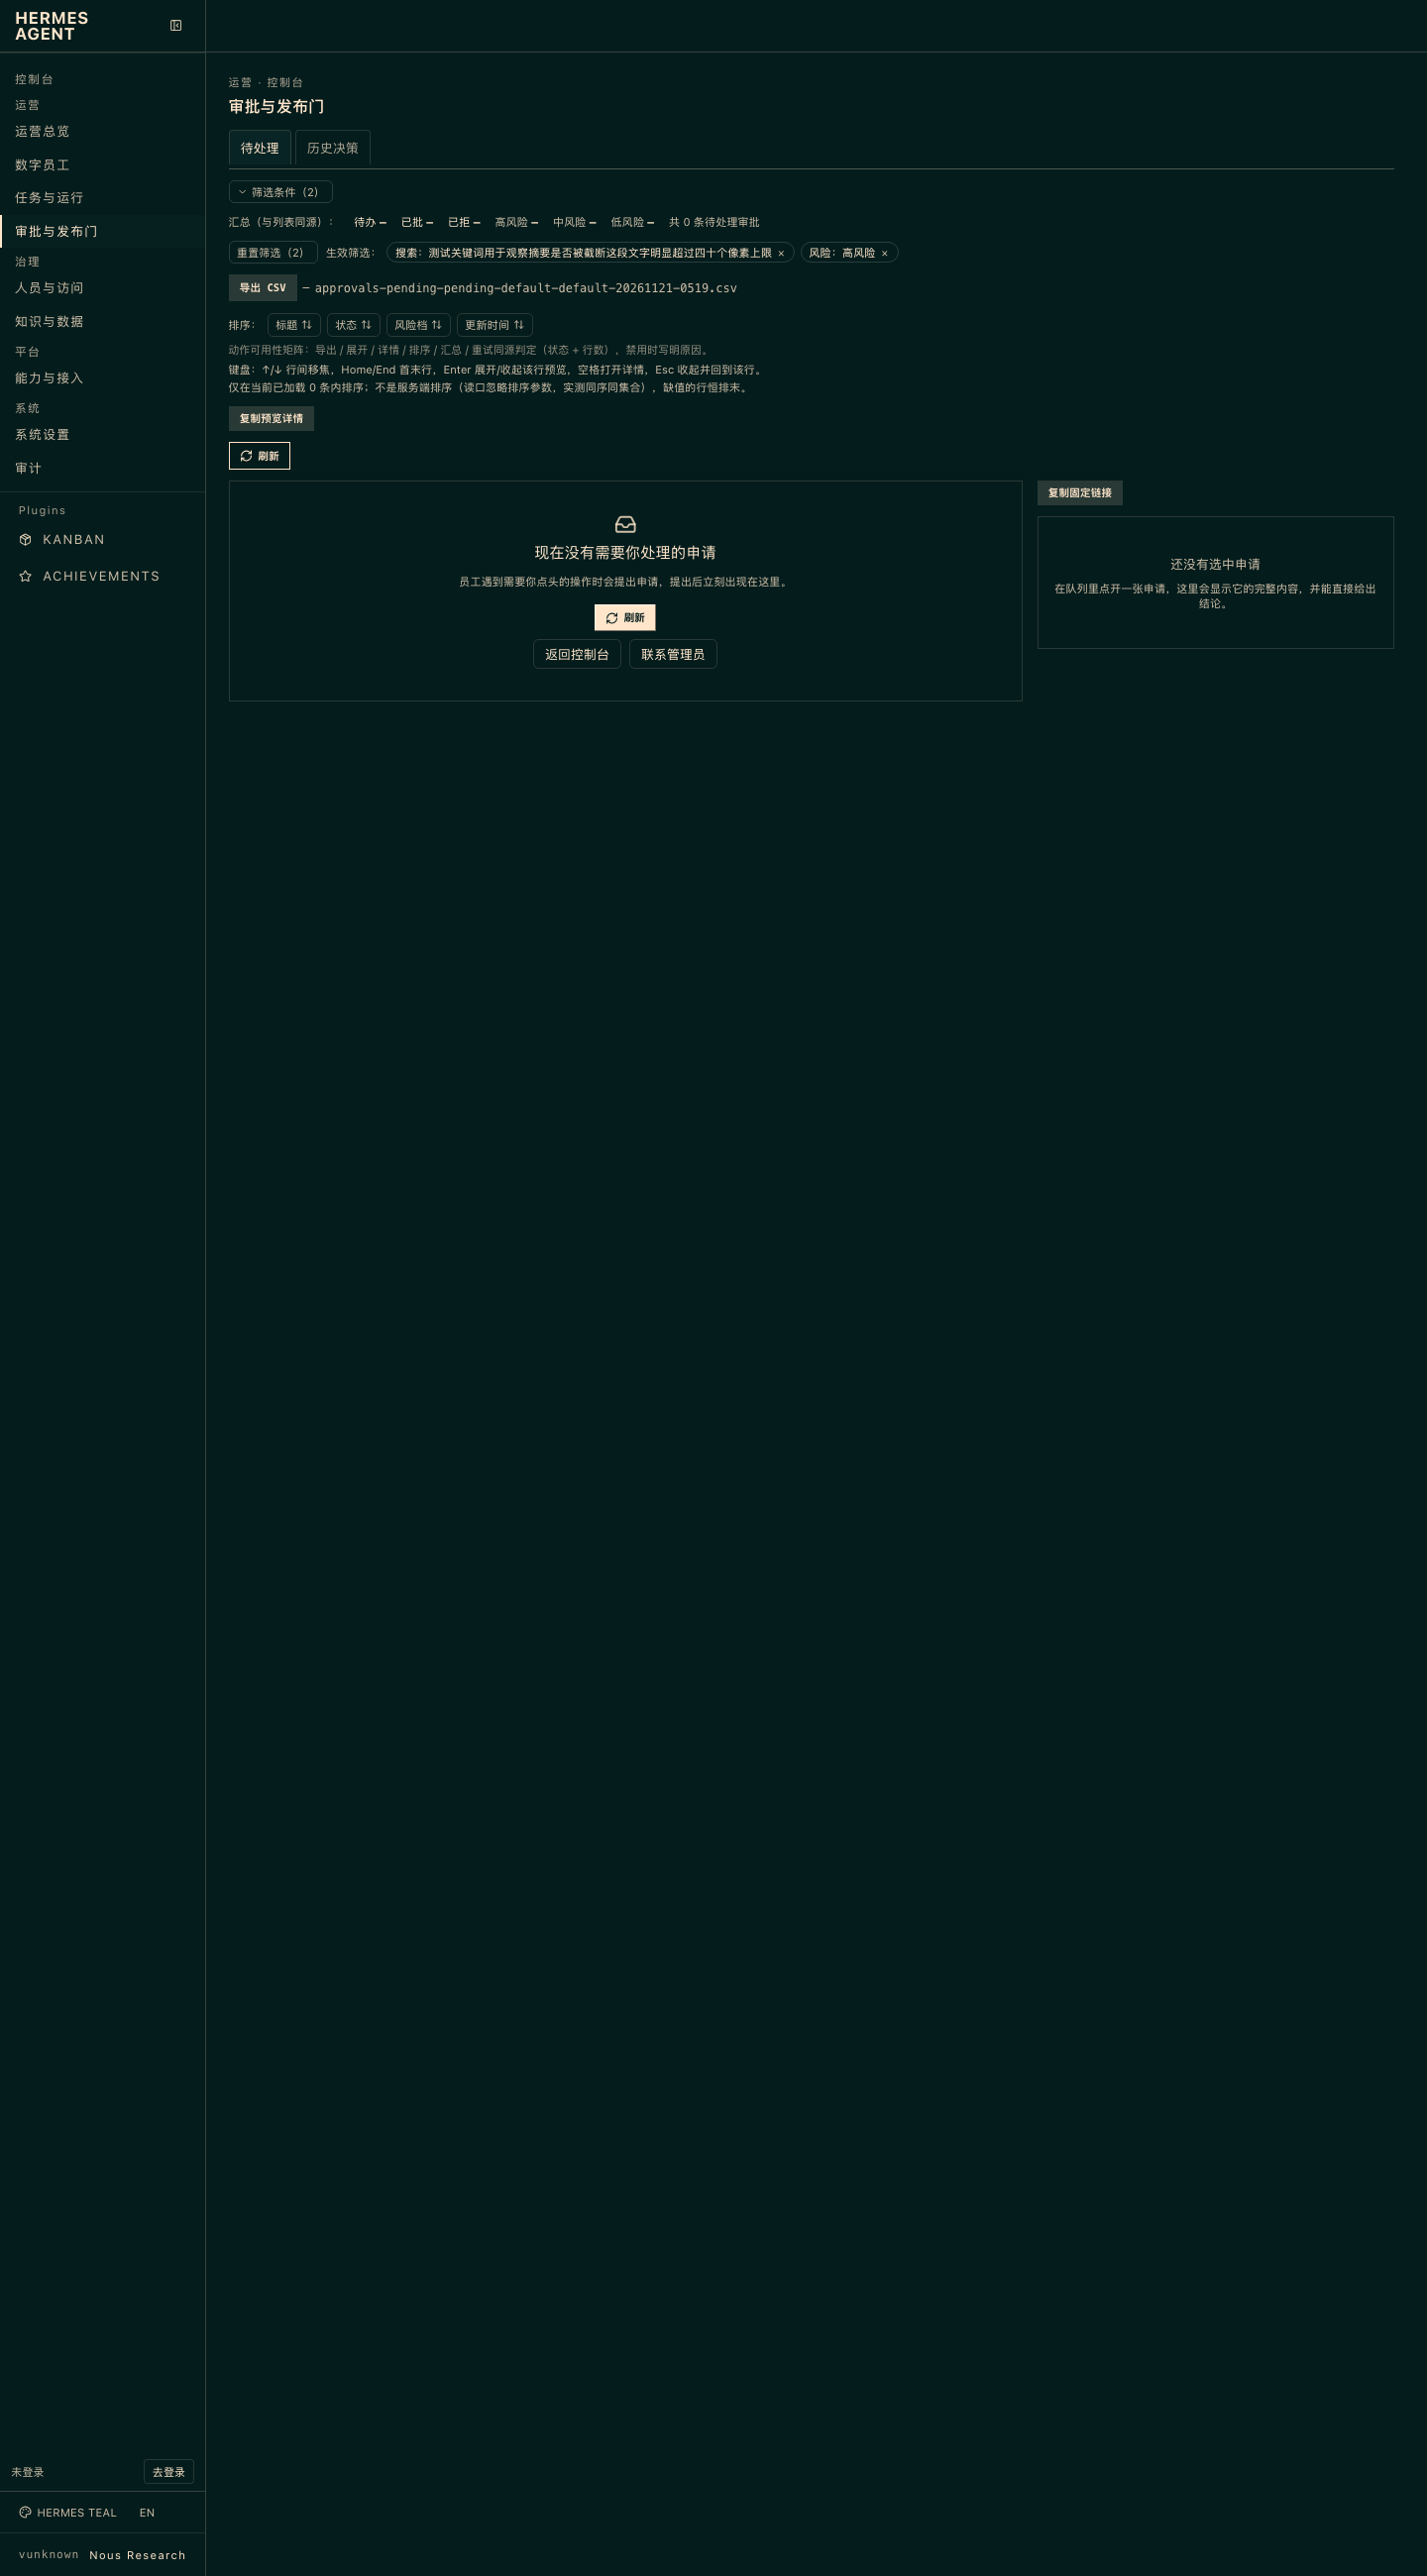 HERMES
AGENT
控制台
运营
运营总览
数字员工
任务与运行
审批与发布门
治理
人员与访问
知识与数据
平台
能力与接入
系统
系统设置
审计
Plugins
KANBAN
ACHIEVEMENTS
未登录 去登录
HERMES TEAL EN
vunknown Nous Research
运营 · 控制台
审批与发布门
待处理 历史决策
筛选条件（2）
汇总（与列表同源）： 待办 — 已批 — 已拒 — 高风险 — 中风险 — 低风险 — 共 0 条待处理审批
重置筛选（2） 生效筛选： 搜索：测试关键词用于观察摘要是否被截断这段文字明显超过四十个像素上限 × 风险：高风险 ×
导出 CSV — approvals-pending-pending-default-default-20261121-0519.csv
排序： 标题 ⇅ 状态 ⇅ 风险档 ⇅ 更新时间 ⇅
动作可用性矩阵：导出 / 展开 / 详情 / 排序 / 汇总 / 重试同源判定（状态 + 行数），禁用时写明原因。
键盘：↑/↓ 行间移焦，Home/End 首末行，Enter 展开/收起该行预览，空格打开详情，Esc 收起并回到该行。
仅在当前已加载 0 条内排序；不是服务端排序（读口忽略排序参数，实测同序同集合），缺值的行恒排末。
复制预览详情
刷新
现在没有需要你处理的申请
员工遇到需要你点头的操作时会提出申请，提出后立刻出现在这里。
刷新
返回控制台 联系管理员
复制固定链接
还没有选中申请
在队列里点开一张申请，这里会显示它的完整内容，并能直接给出
结论。